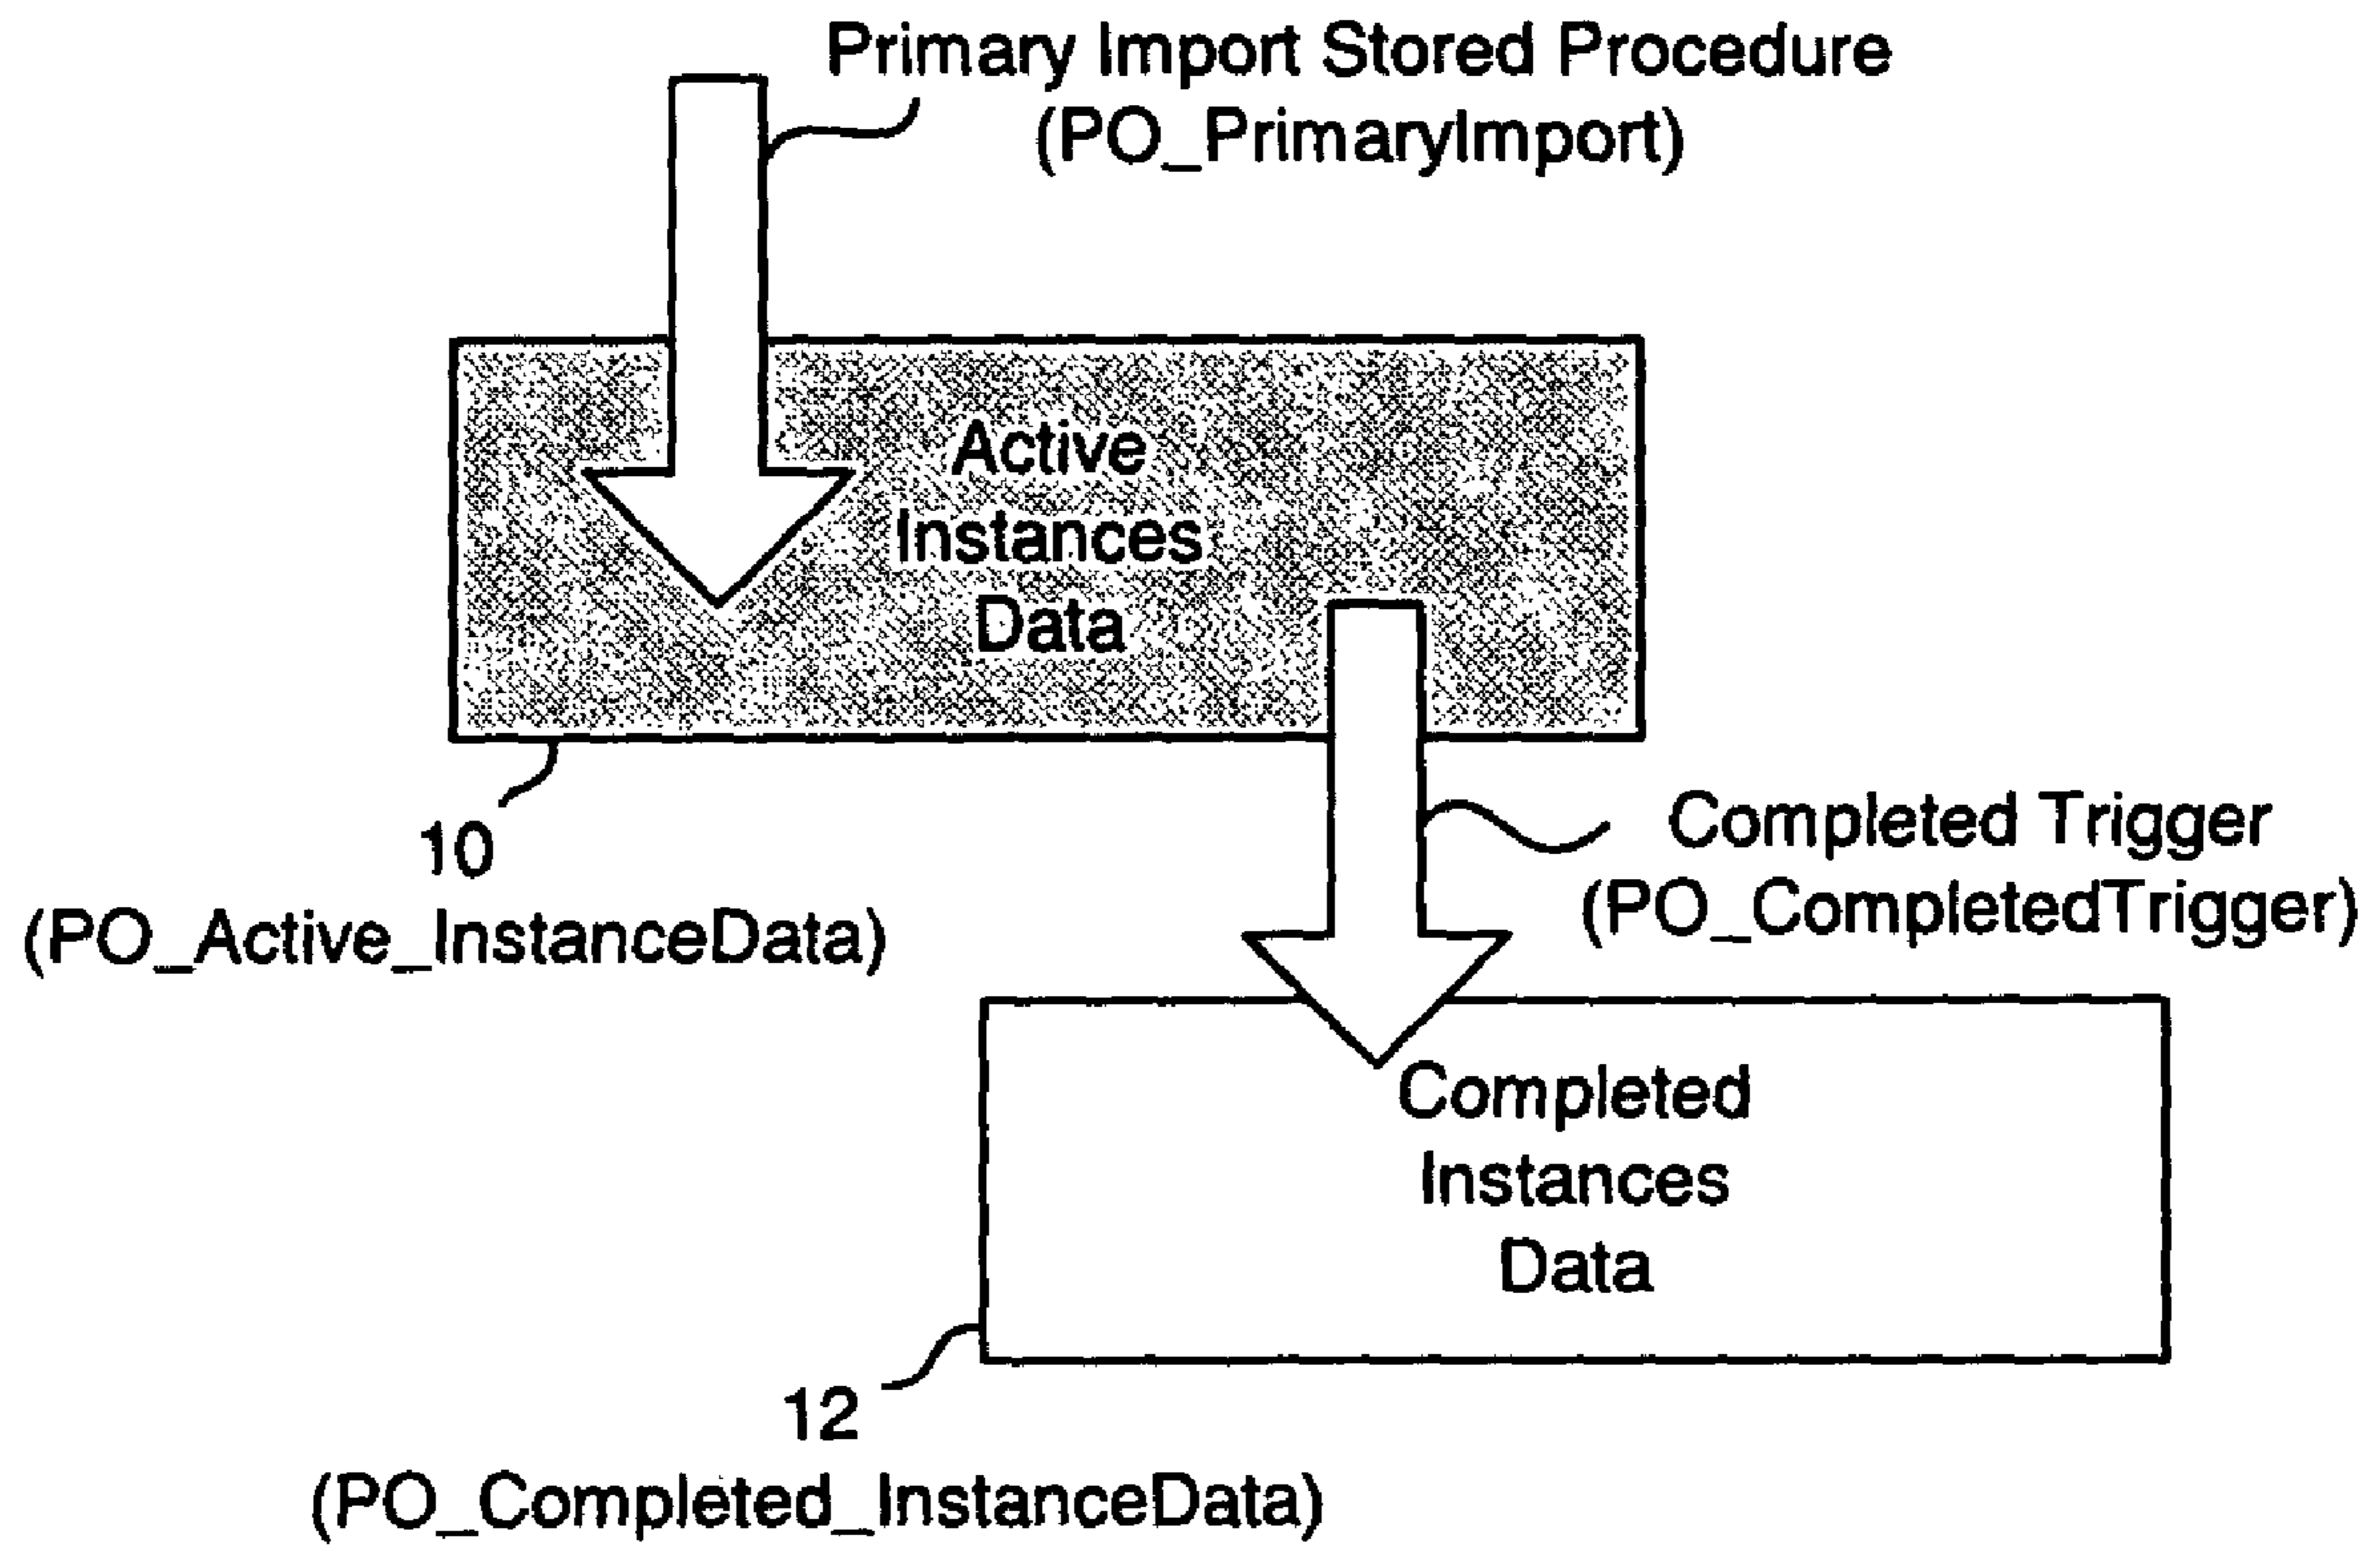 Primary Import Stored Procedure
(PO_PrimaryImport)
Active
Instances
Data
10
(PO_Active_InstanceData)
Completed Trigger
(PO_CompletedTrigger)
Completed
Instances
Data
12
(PO_Completed_InstanceData)